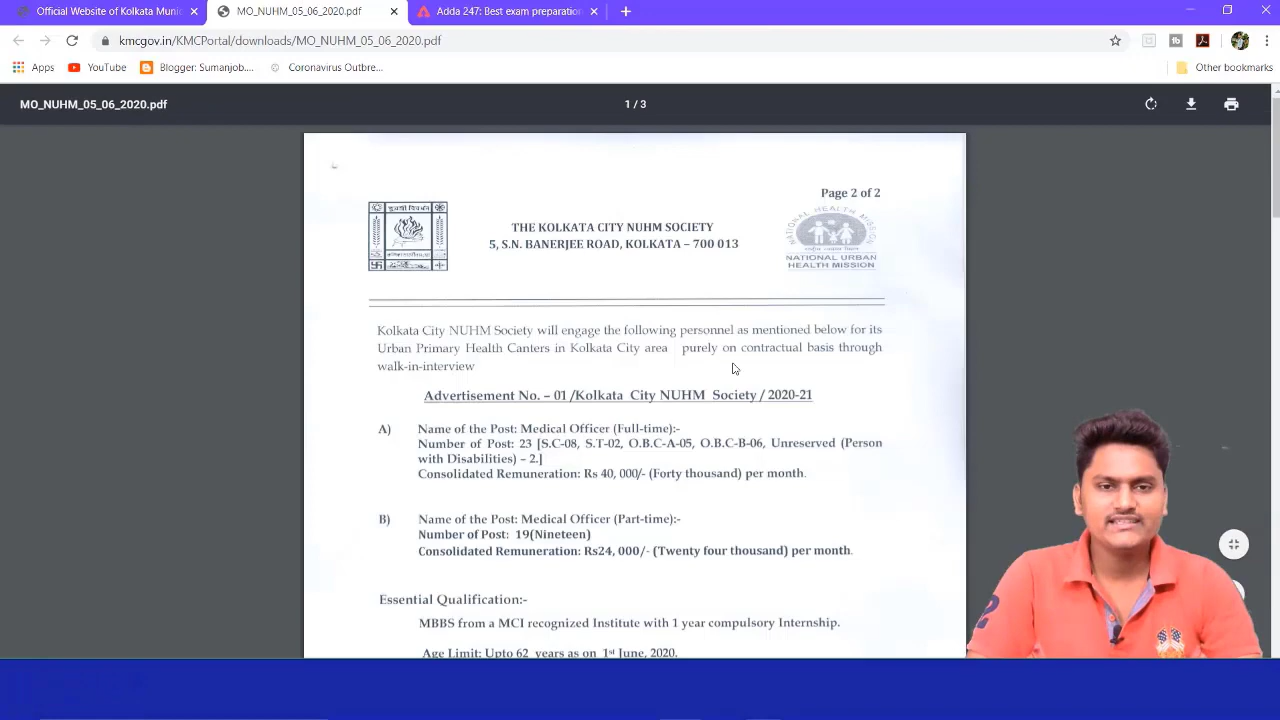 Official Website of Kolkata Munic
MO_NUHM_05_06_2020.pdf
Adda 247: Best exam preparation
kmcgov.in/KMCPortal/downloads/MO_NUHM_05_06_2020.pdf
Apps
YouTube
Blogger: Sumanjob....
Coronavirus Outbre...
Other bookmarks
MO_NUHM_05_06_2020.pdf
1 / 3
Page 2 of 2
THE KOLKATA CITY NUHM SOCIETY
5, S.N. BANERJEE ROAD, KOLKATA – 700 013
NATIONAL HEALTH MISSION
NATIONAL URBAN
HEALTH MISSION
Kolkata City NUHM Society will engage the following personnel as mentioned below for its
Urban Primary Health Canters in Kolkata City area purely on contractual basis through
walk-in-interview
Advertisement No. – 01 /Kolkata City NUHM Society / 2020-21
A) Name of the Post: Medical Officer (Full-time):-
Number of Post: 23 [S.C-08, S.T-02, O.B.C-A-05, O.B.C-B-06, Unreserved (Person
with Disabilities) – 2.]
Consolidated Remuneration: Rs 40, 000/- (Forty thousand) per month.
B) Name of the Post: Medical Officer (Part-time):-
Number of Post: 19(Nineteen)
Consolidated Remuneration: Rs24, 000/- (Twenty four thousand) per month.
Essential Qualification:-
MBBS from a MCI recognized Institute with 1 year compulsory Internship.
Age Limit: Upto 62 years as on 1st June, 2020.
2